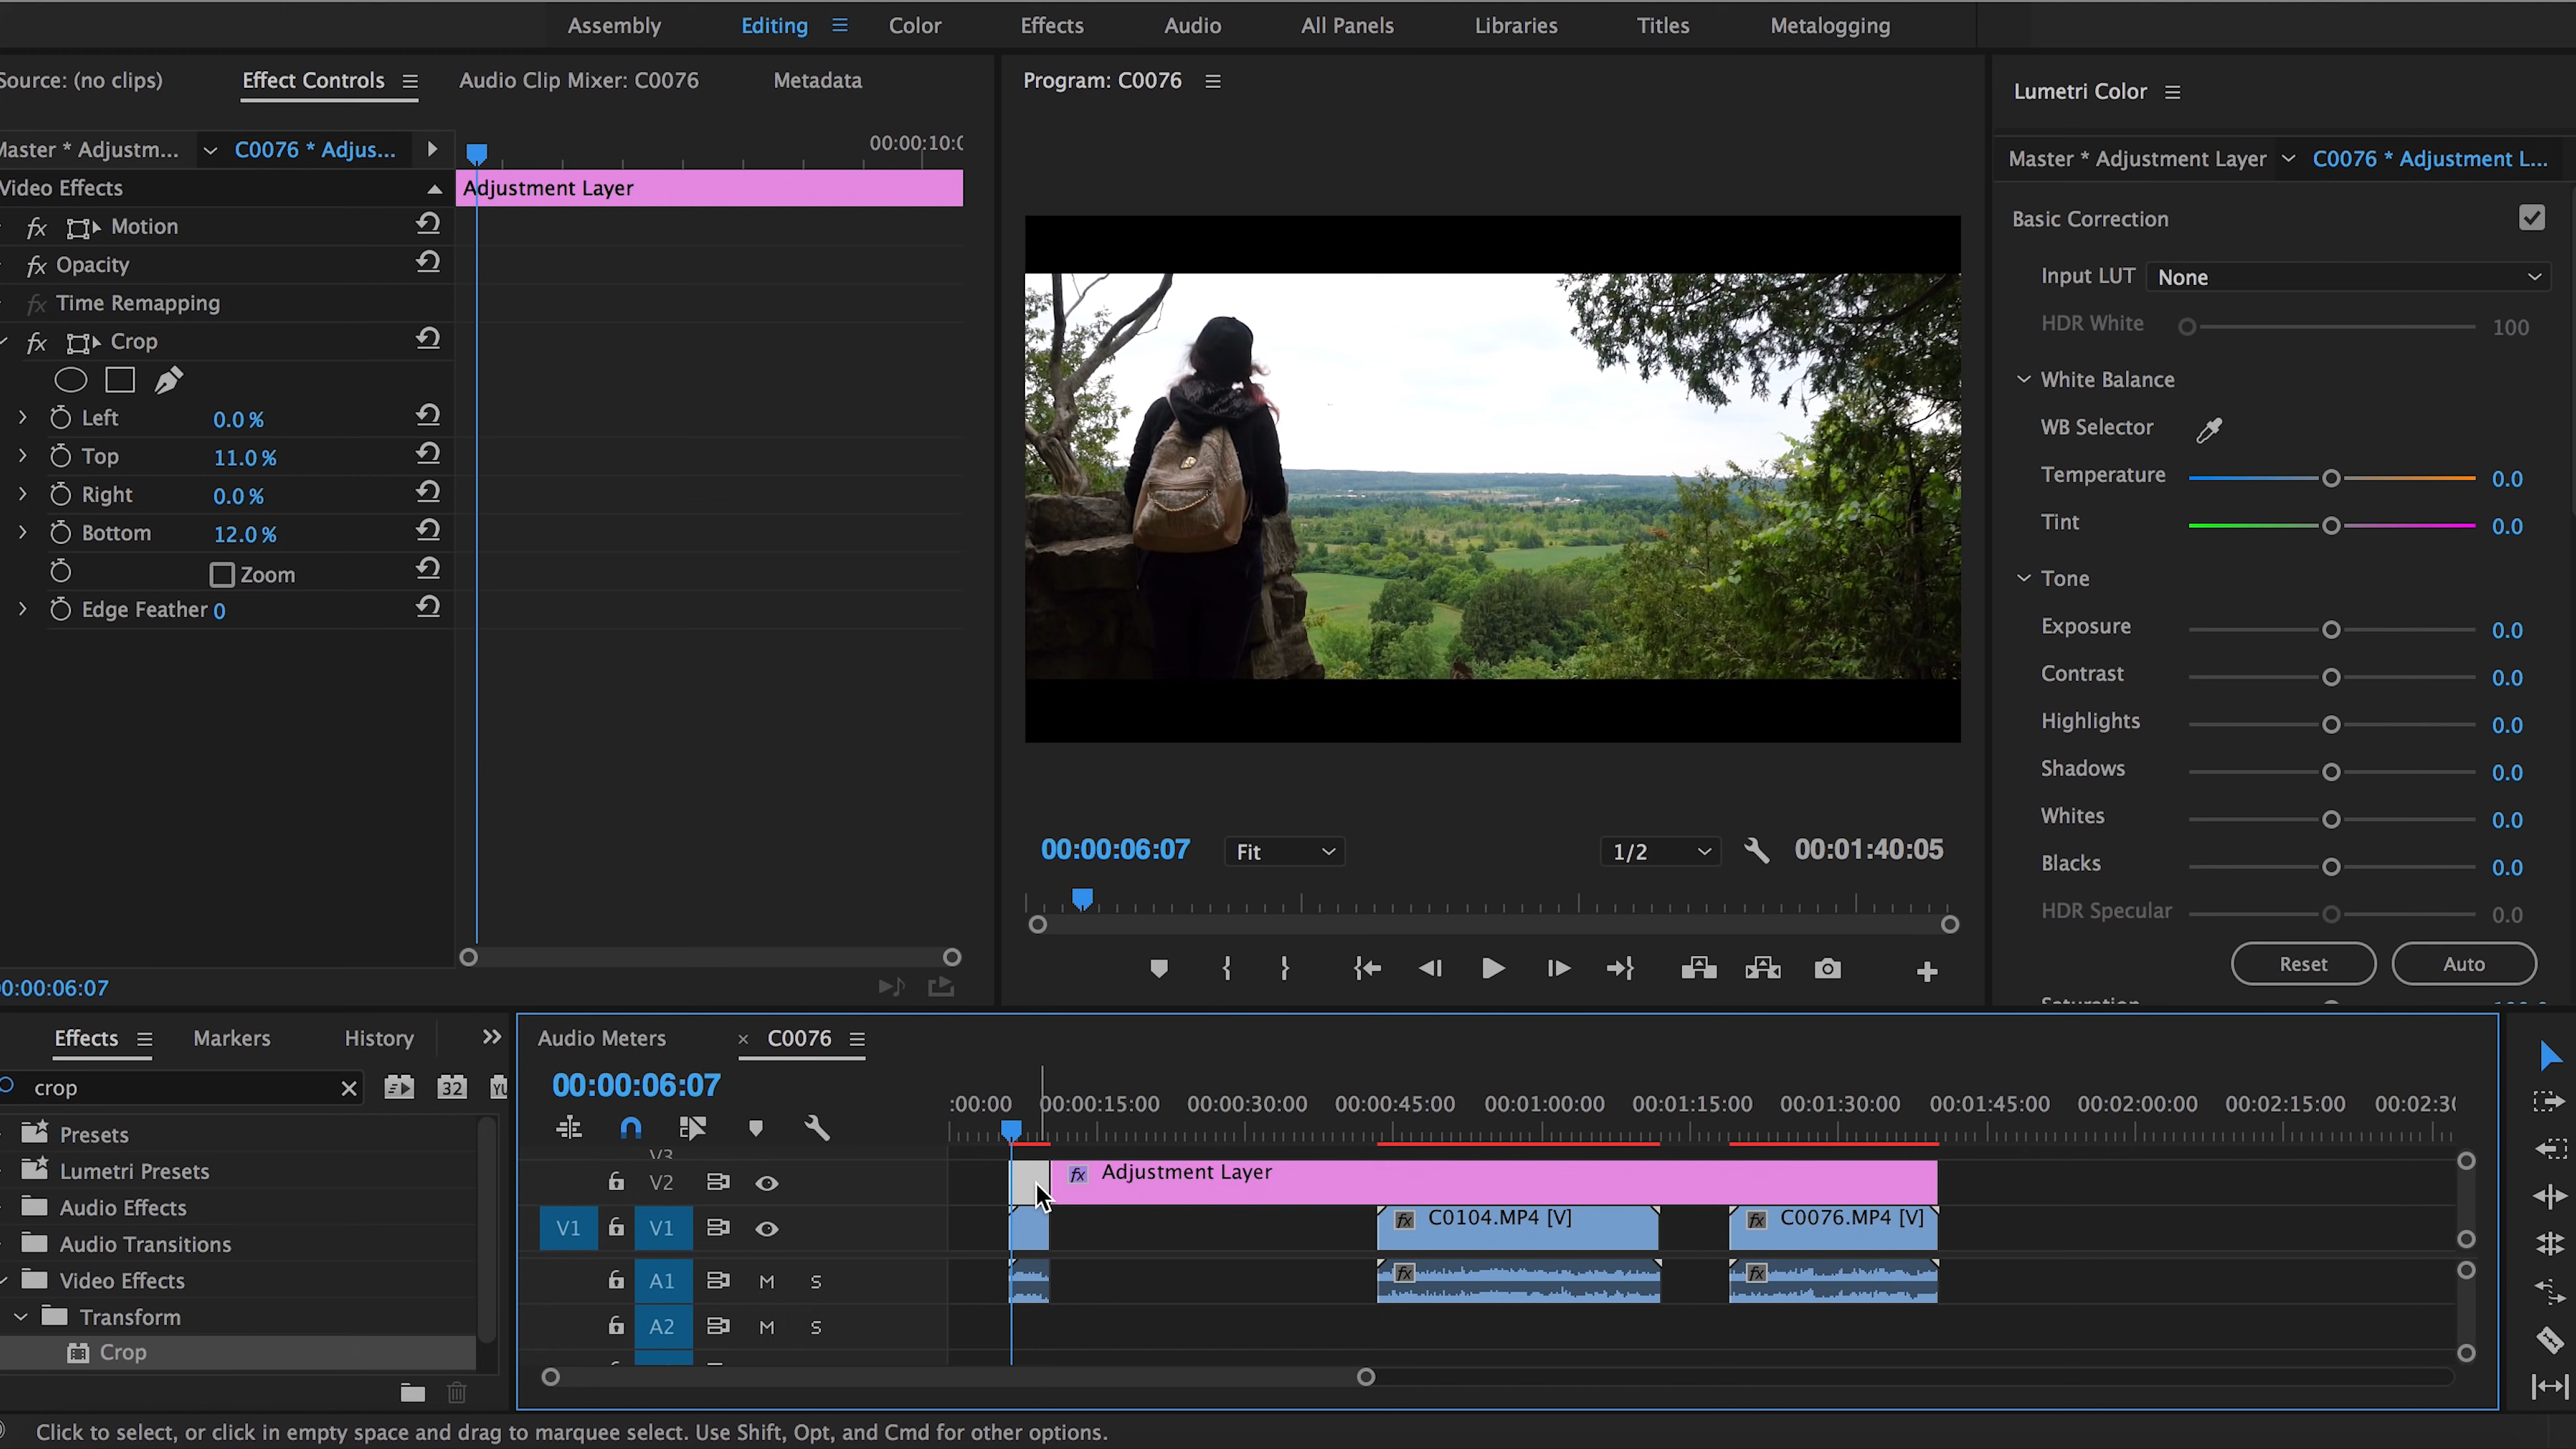 Assembly Editing Color Effects Audio All Panels Libraries Titles Metalogging
Source: (no clips) Effect Controls Audio Clip Mixer: C0076 Metadata
Master * Adjustm... C0076 * Adjus...
00:00:10:0
Video Effects
Adjustment Layer
fx Motion
fx Opacity
fx Time Remapping
fx Crop
Left 0.0 %
Top 11.0 %
Right 0.0 %
Bottom 12.0 %
Zoom
Edge Feather 0
0:00:06:07
Program: C0076
00:00:06:07 Fit 1/2 00:01:40:05
Lumetri Color
Master * Adjustment Layer C0076 * Adjustment L...
Basic Correction
Input LUT None
HDR White 100
White Balance
WB Selector
Temperature 0.0
Tint 0.0
Tone
Exposure 0.0
Contrast 0.0
Highlights 0.0
Shadows 0.0
Whites 0.0
Blacks 0.0
HDR Specular 0.0
Reset Auto
Saturation
Effects Markers History
crop 32 YU
Presets
Lumetri Presets
Audio Effects
Audio Transitions
Video Effects
Transform
Crop
Audio Meters × C0076
00:00:06:07
:00:00 00:00:15:00 00:00:30:00 00:00:45:00 00:01:00:00 00:01:15:00 00:01:30:00 00:01:45:00 00:02:00:00 00:02:15:00 00:02:30
V3
V2 fx Adjustment Layer
V1 V1 fx C0104.MP4 [V] fx C0076.MP4 [V]
A1 M S fx fx
A2 M S
Click to select, or click in empty space and drag to marquee select. Use Shift, Opt, and Cmd for other options.